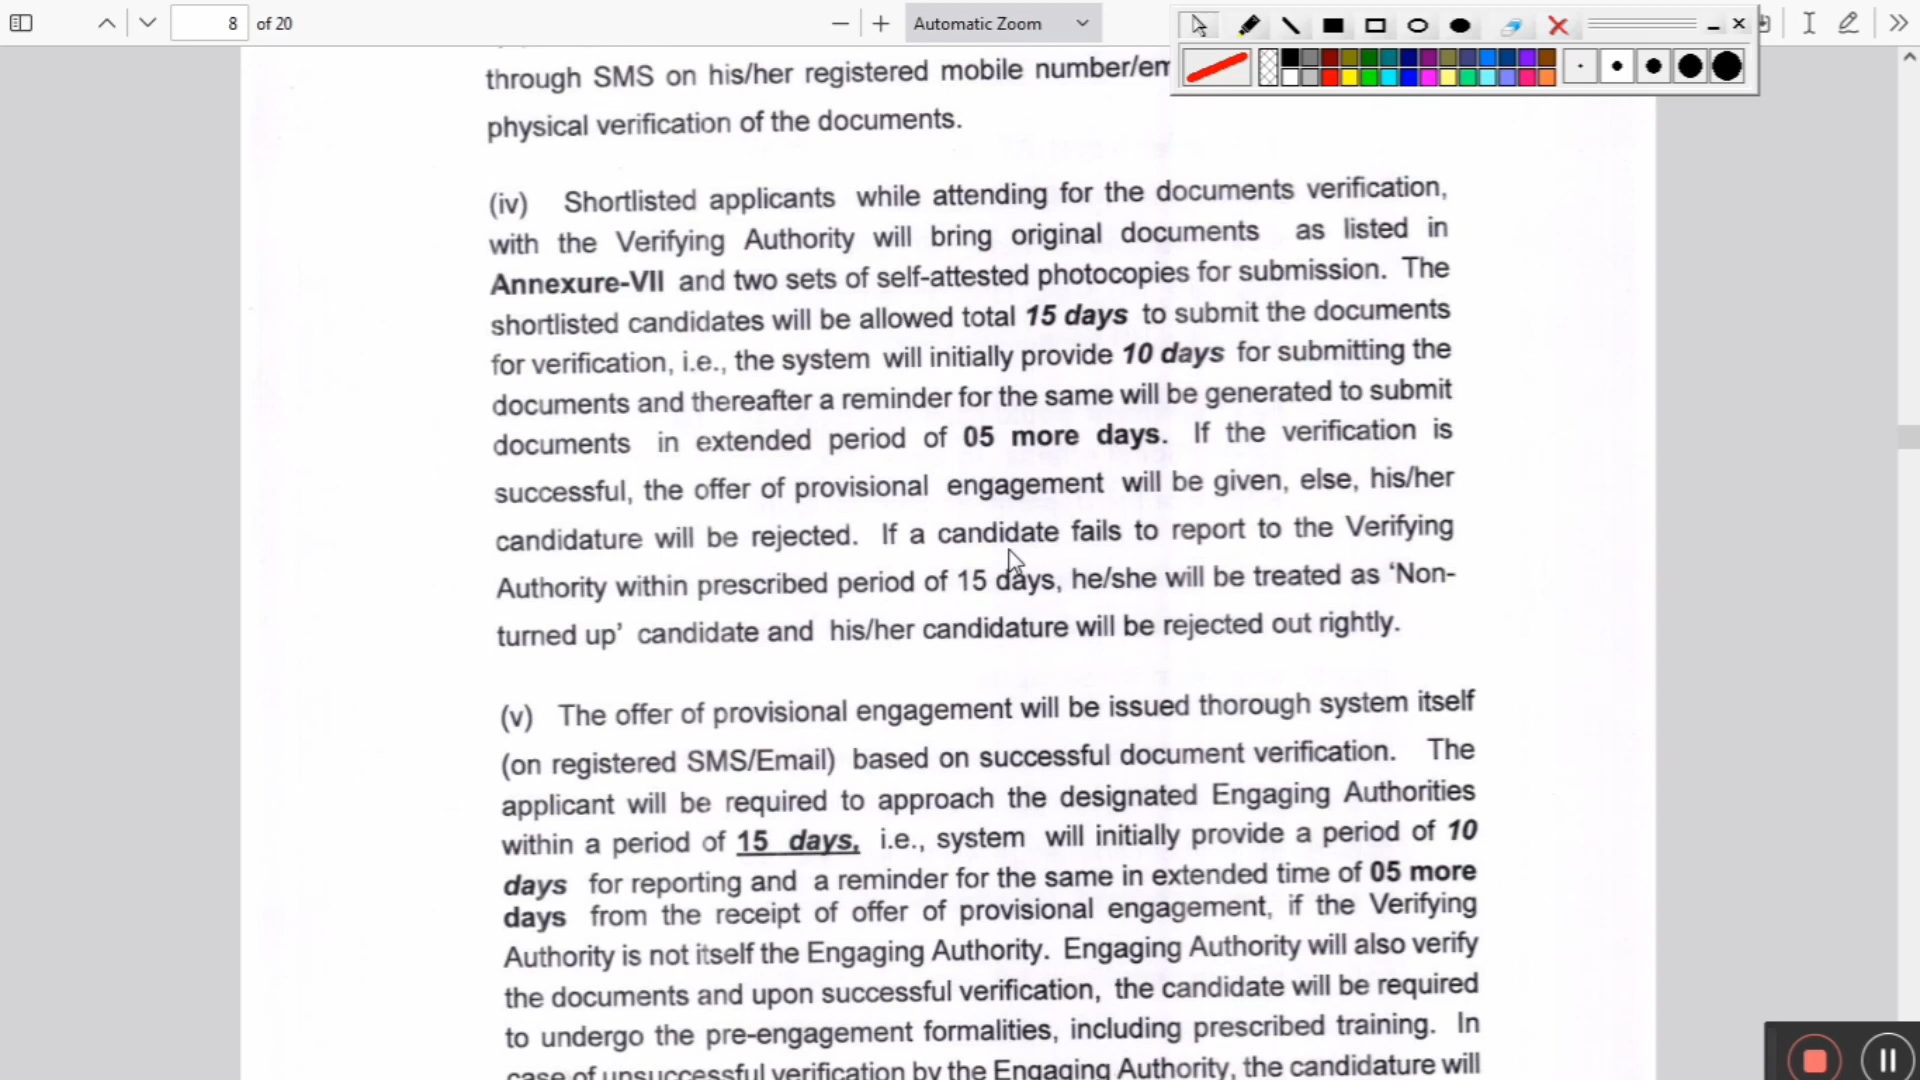 8 of 20
Automatic Zoom
through SMS on his/her registered mobile number/em
physical verification of the documents.
(iv) Shortlisted applicants while attending for the documents verification,
with the Verifying Authority will bring original documents as listed in
Annexure-VII and two sets of self-attested photocopies for submission. The
shortlisted candidates will be allowed total 15 days to submit the documents
for verification, i.e., the system will initially provide 10 days for submitting the
documents and thereafter a reminder for the same will be generated to submit
documents in extended period of 05 more days. If the verification is
successful, the offer of provisional engagement will be given, else, his/her
candidature will be rejected. If a candidate fails to report to the Verifying
Authority within prescribed period of 15 days, he/she will be treated as ‘Non-
turned up’ candidate and his/her candidature will be rejected out rightly.
(v) The offer of provisional engagement will be issued thorough system itself
(on registered SMS/Email) based on successful document verification. The
applicant will be required to approach the designated Engaging Authorities
within a period of 15 days, i.e., system will initially provide a period of 10
days for reporting and a reminder for the same in extended time of 05 more
days from the receipt of offer of provisional engagement, if the Verifying
Authority is not itself the Engaging Authority. Engaging Authority will also verify
the documents and upon successful verification, the candidate will be required
to undergo the pre-engagement formalities, including prescribed training. In
case of unsuccessful verification by the Engaging Authority, the candidature will